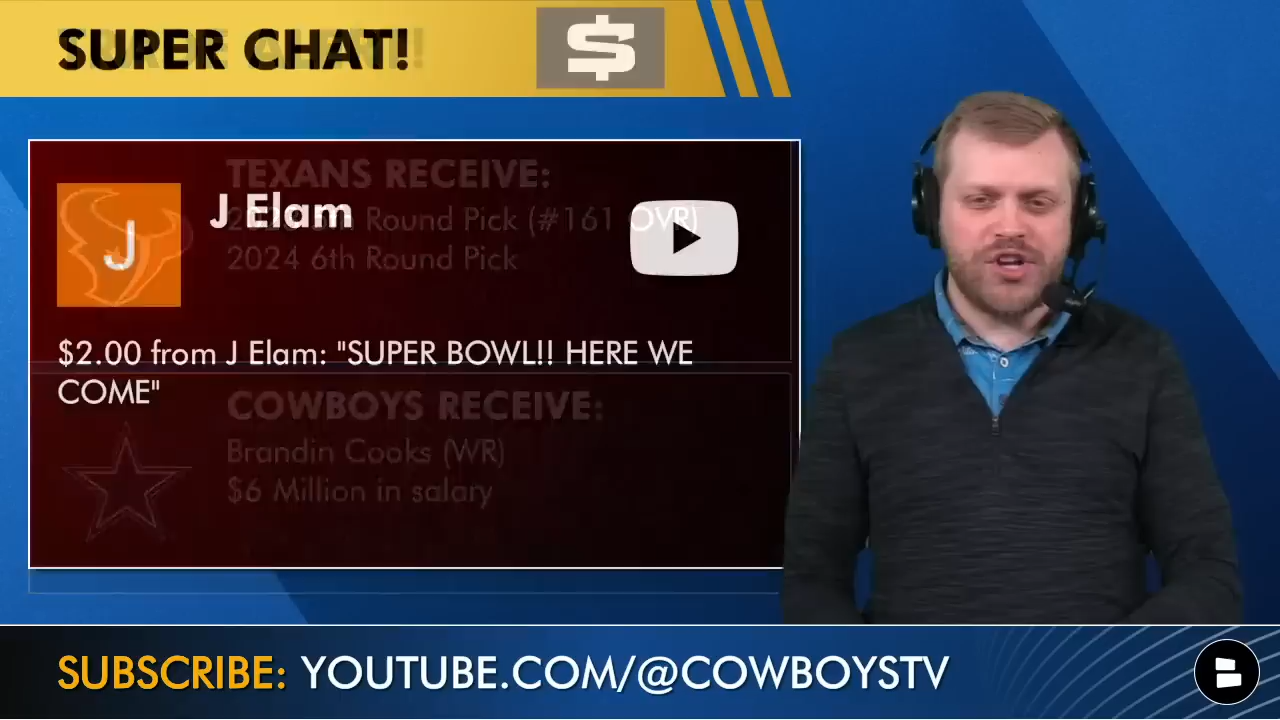 SUPER CHAT!
$
TEXANS RECEIVE:
J
J Elam
Round Pick (#161 OVR)
2024 6th Round Pick
$2.00 from J Elam: "SUPER BOWL!! HERE WE
COME"
COWBOYS RECEIVE:
Brandin Cooks (WR)
$6 Million in salary
SUBSCRIBE: YOUTUBE.COM/@COWBOYSTV